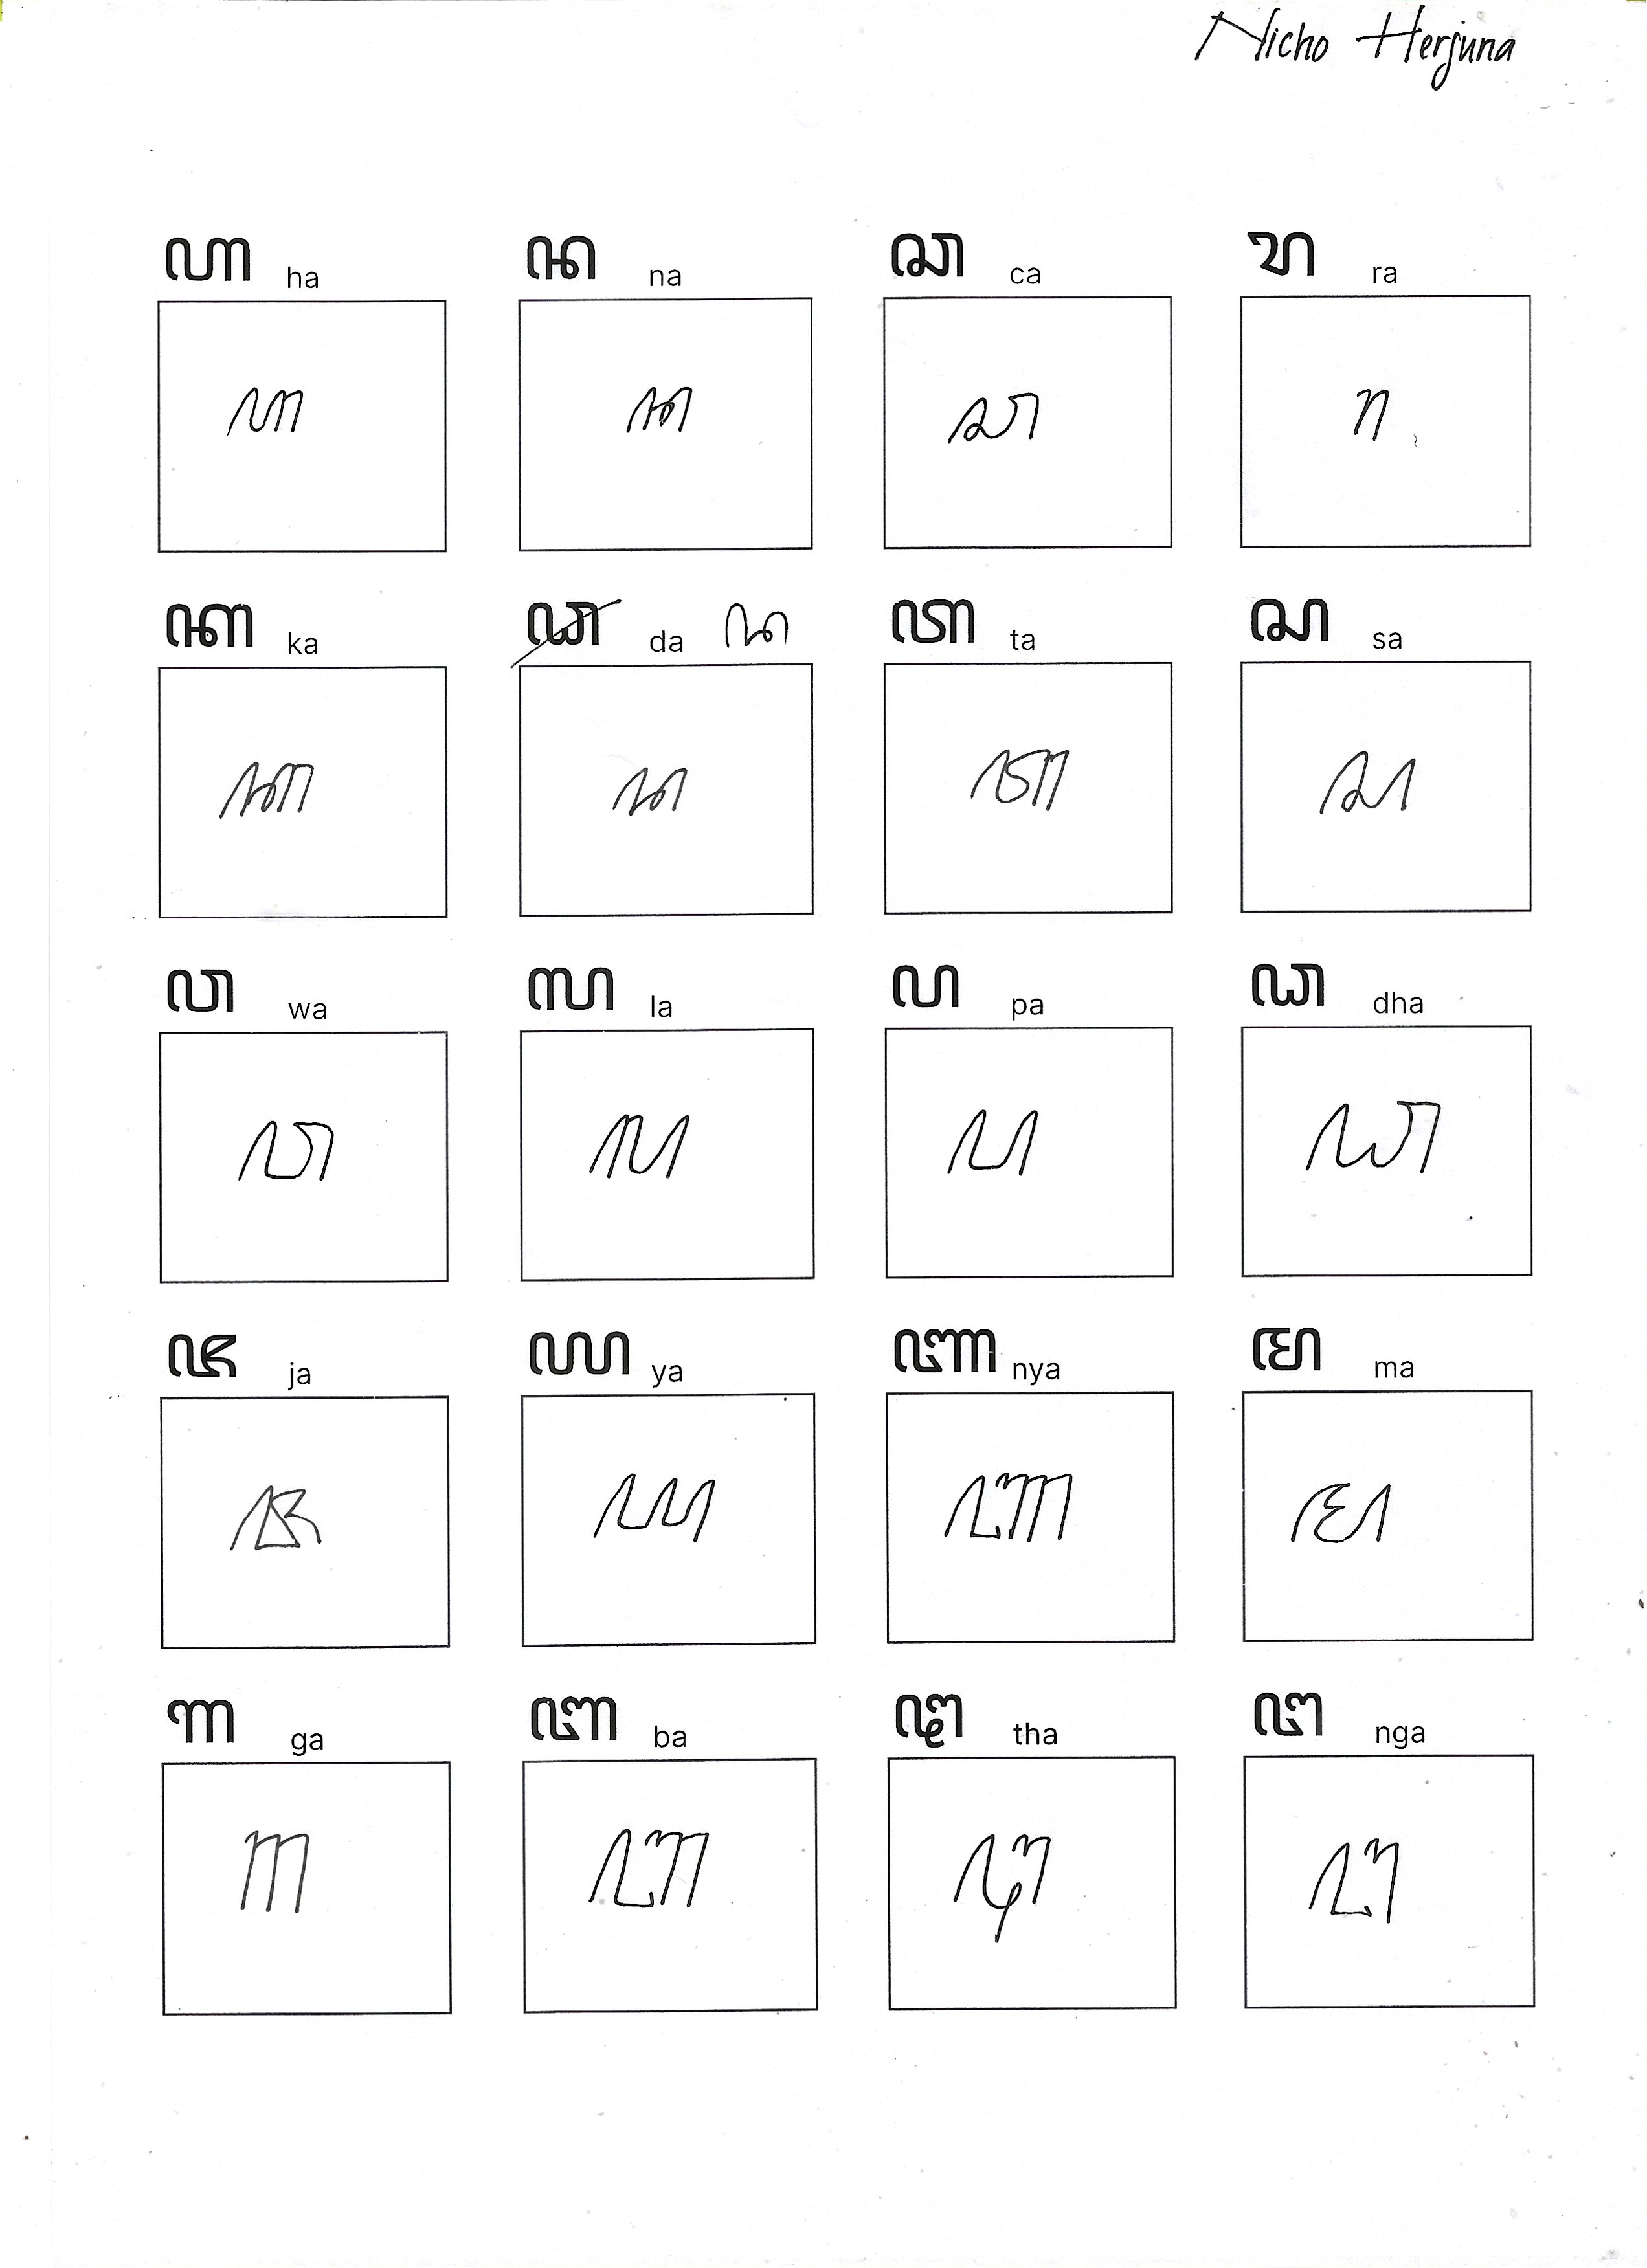 Nicho Herjuna
ꦲ ha ꦤ na ꦕ ca ꦫ ra
ꦲ ꦤ ꦕ ꦫ
ꦏ ka ꦝ da ꦢ ꦠ ta ꦱ sa
ꦏ ꦢ ꦠ ꦱ
ꦮ wa ꦭ la ꦥ pa ꦝ dha
ꦮ ꦭ ꦥ ꦝ
ꦗ ja ꦪ ya ꦚ nya ꦩ ma
ꦗ ꦪ ꦚ ꦩ
ꦒ ga ꦧ ba ꦛ tha ꦔ nga
ꦒ ꦧ ꦛ ꦔ